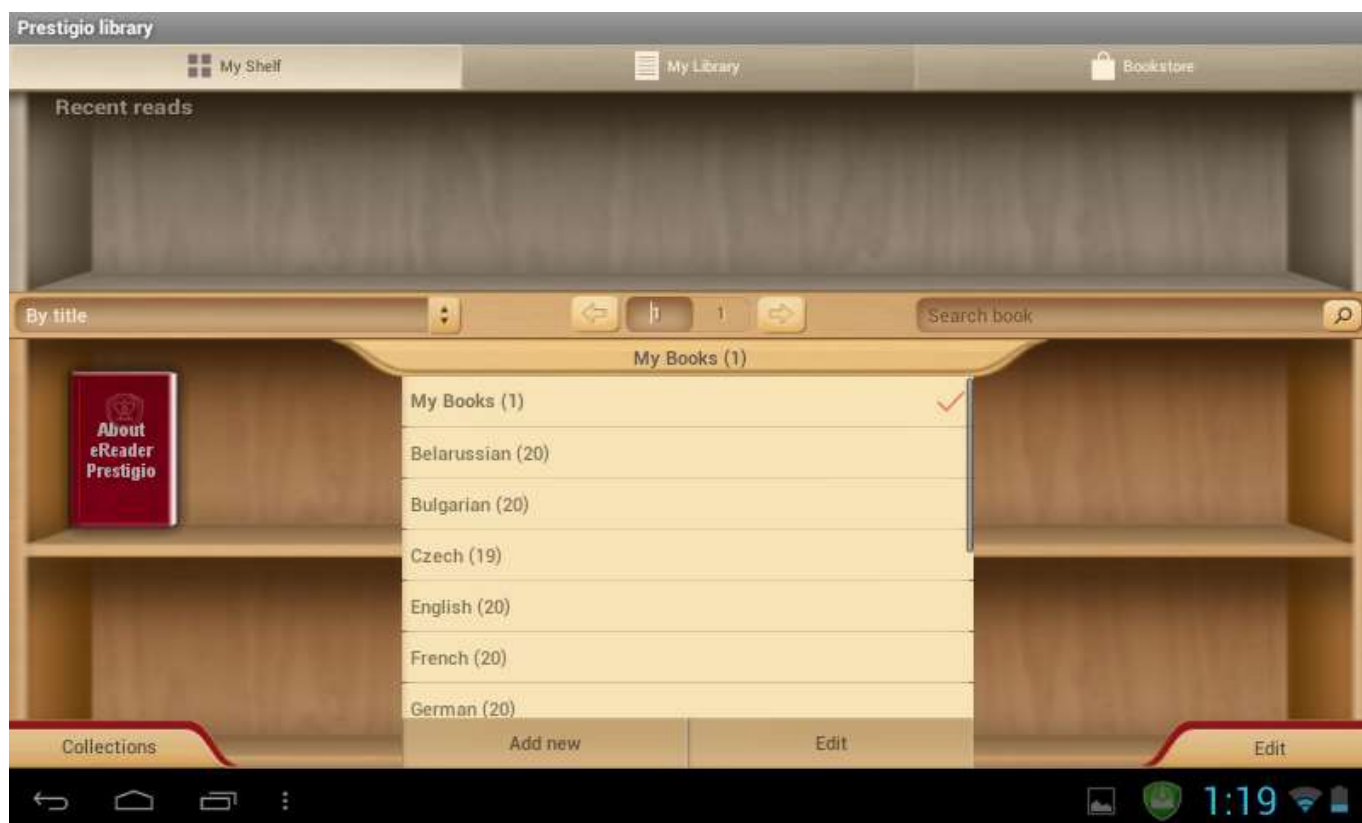 Prestigio library
My Shelf
My Library
Bookstore
Recent reads
By title
1
1
Search book
My Books (1)
About
eReader
Prestigio
My Books (1)
Belarussian (20)
Bulgarian (20)
Czech (19)
English (20)
French (20)
German (20)
Collections
Add new
Edit
Edit
1:19